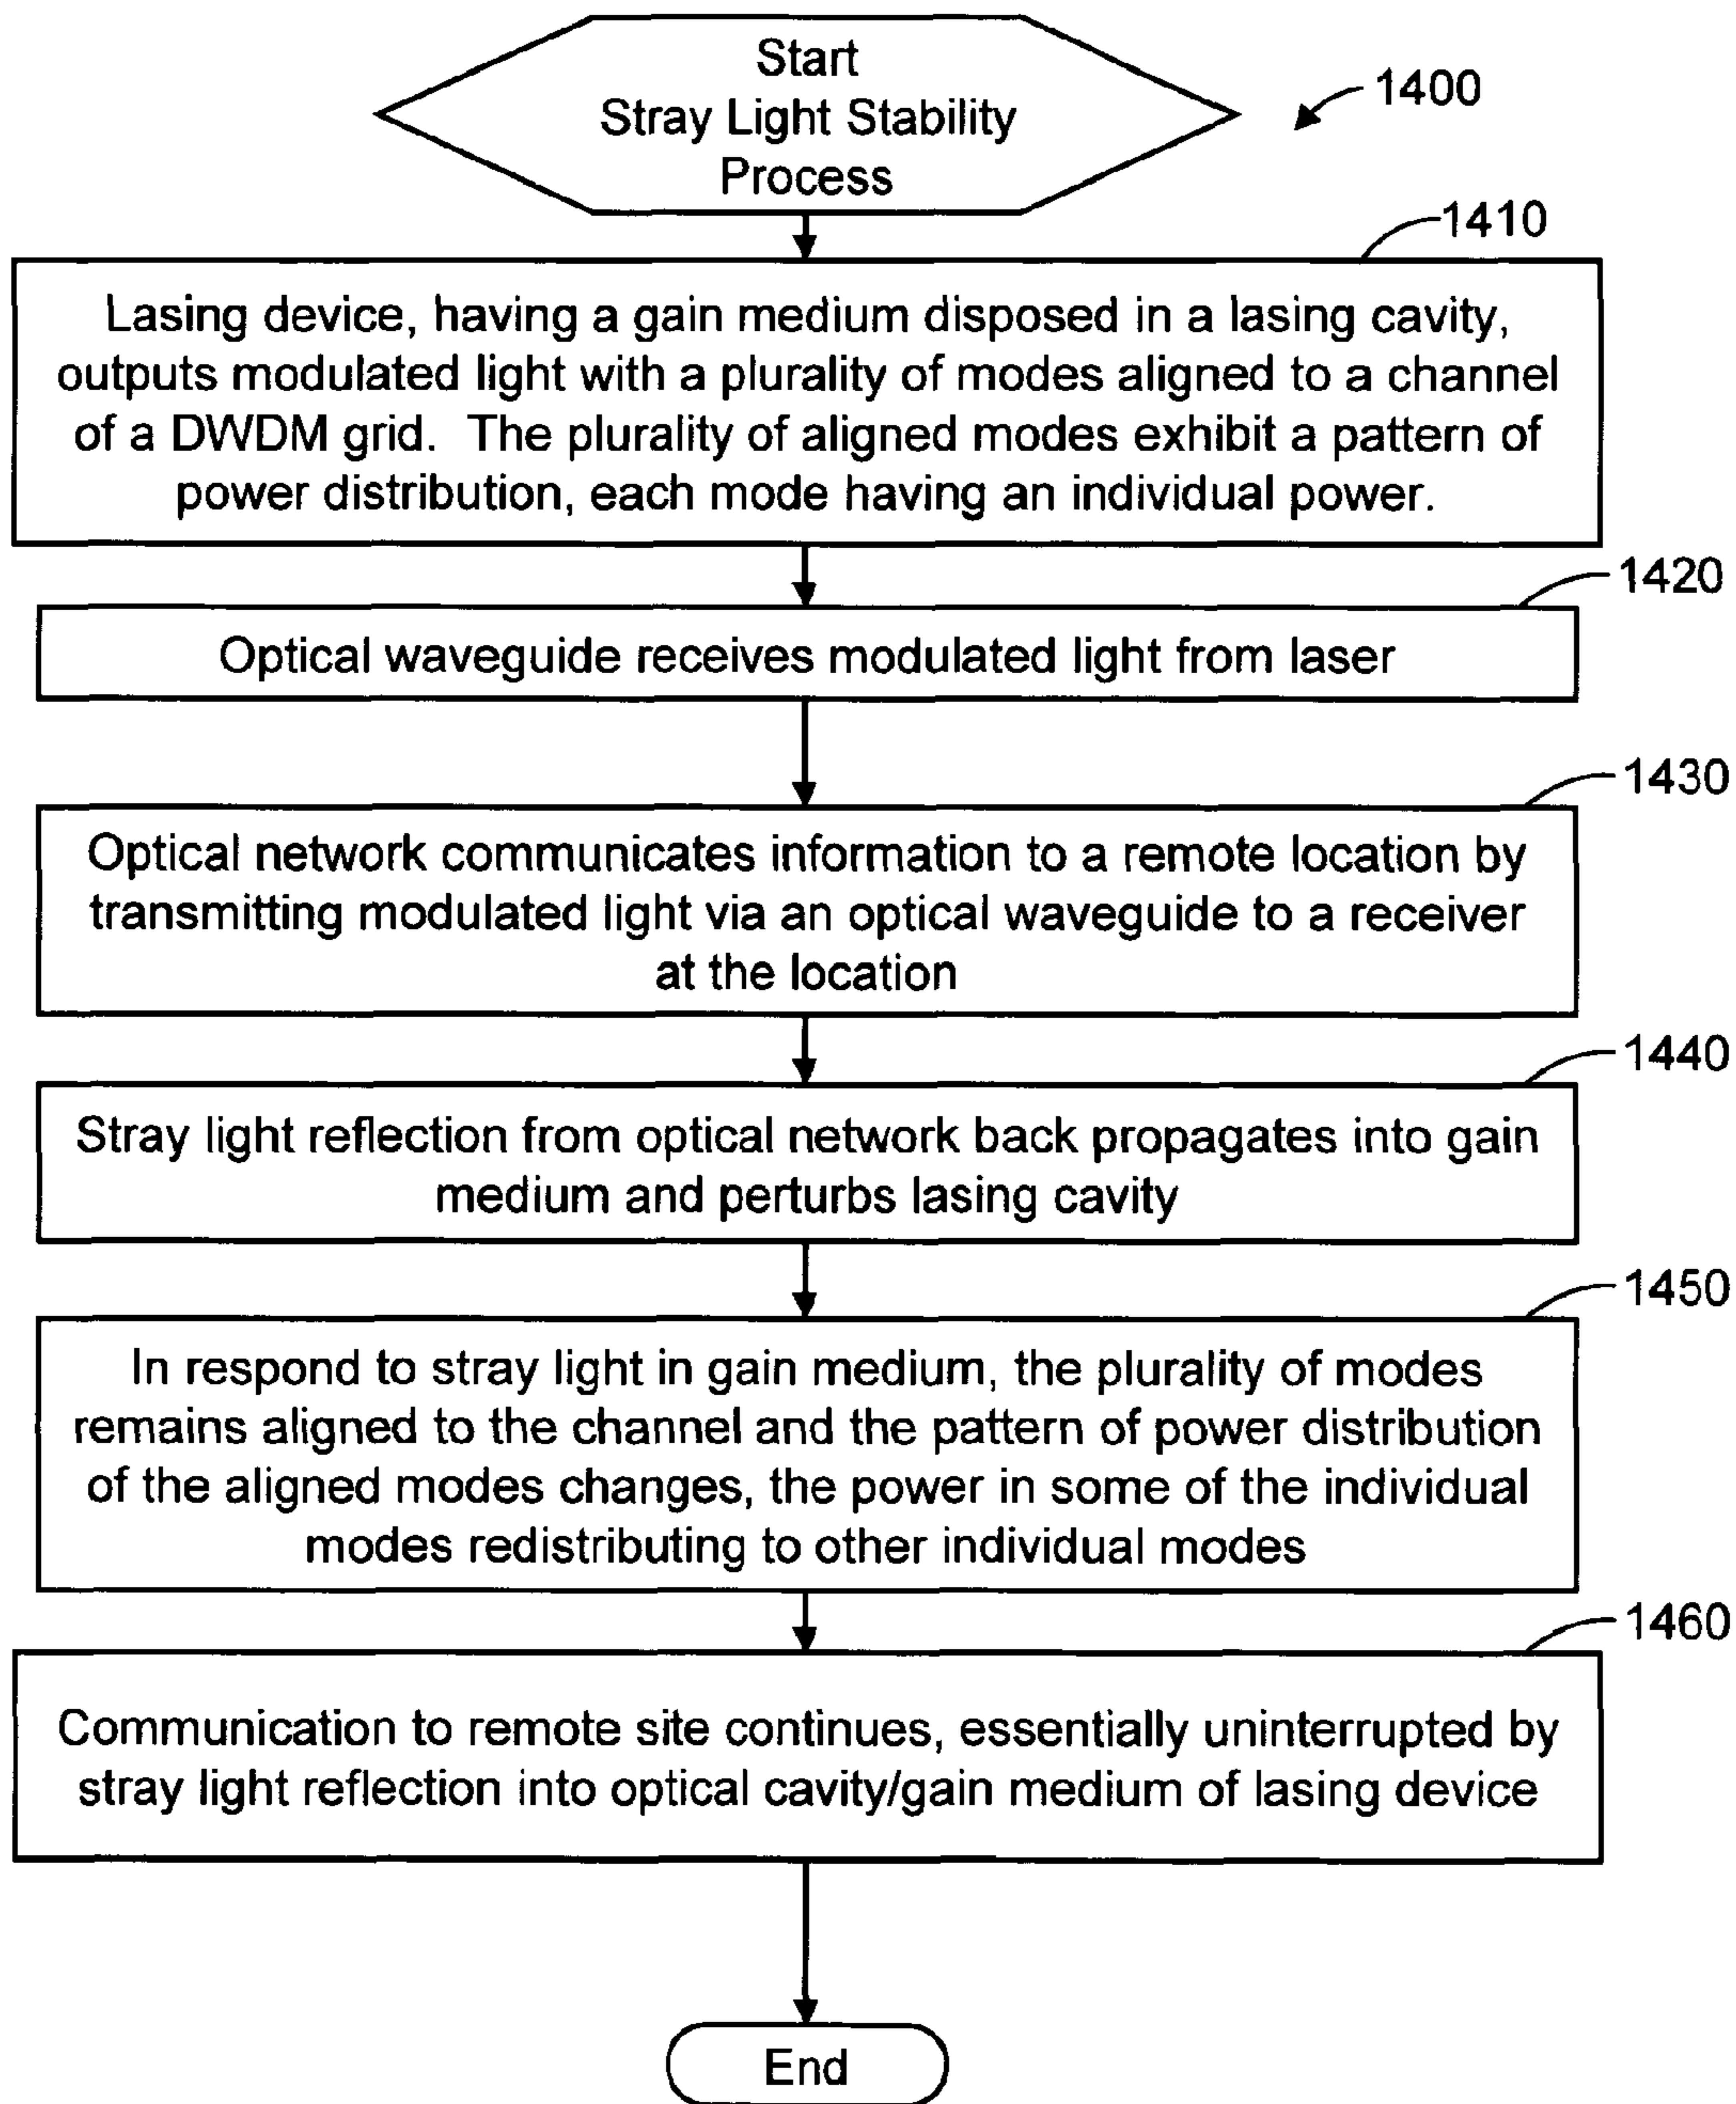 Start
Stray Light Stability
Process
1400
1410
Lasing device, having a gain medium disposed in a lasing cavity,
outputs modulated light with a plurality of modes aligned to a channel
of a DWDM grid.  The plurality of aligned modes exhibit a pattern of
power distribution, each mode having an individual power.
1420
Optical waveguide receives modulated light from laser
1430
Optical network communicates information to a remote location by
transmitting modulated light via an optical waveguide to a receiver
at the location
1440
Stray light reflection from optical network back propagates into gain
medium and perturbs lasing cavity
1450
In respond to stray light in gain medium, the plurality of modes
remains aligned to the channel and the pattern of power distribution
of the aligned modes changes, the power in some of the individual
modes redistributing to other individual modes
1460
Communication to remote site continues, essentially uninterrupted by
stray light reflection into optical cavity/gain medium of lasing device
End